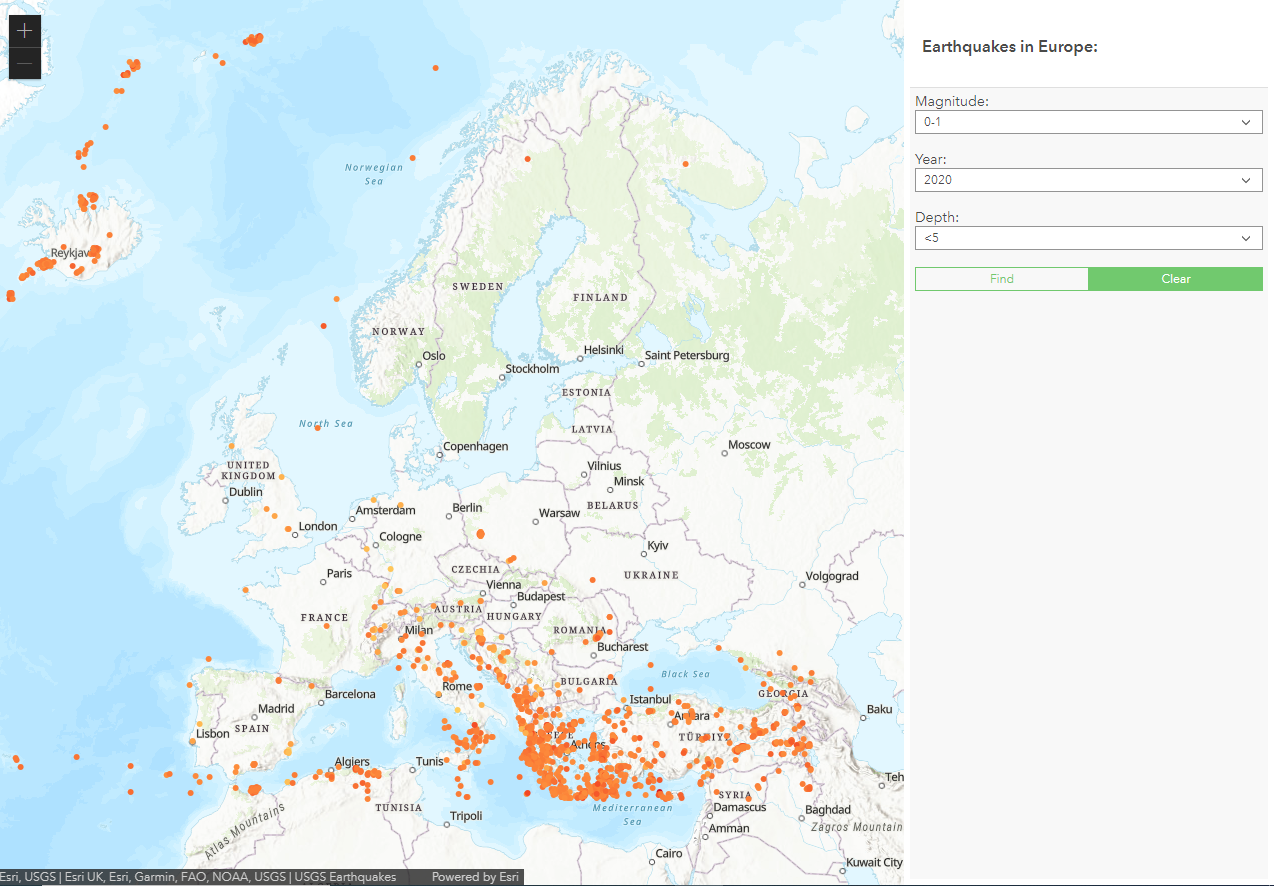 Earthquakes in Europe:
Magnitude:
0-1
Year:
2020
Depth:
<5
Find
Clear
Norwegian
Sea
SWEDEN
FINLAND
NORWAY
Oslo
Helsinki
Saint Petersburg
Stockholm
ESTONIA
North Sea
LATVIA
Copenhagen
Moscow
UNITED
KINGDOM
Vilnius
Minsk
Dublin
BELARUS
Amsterdam
Berlin
Warsaw
London
Cologne
Kyiv
Paris
CZECHIA
UKRAINE
Volgograd
Vienna
Budapest
AUSTRIA
HUNGARY
FRANCE
Milan
ROMANIA
Bucharest
Black Sea
BULGARIA
Rome
Barcelona
GEORGIA
Istanbul
Madrid
Ankara
Baku
SPAIN
Lisbon
Athens
Algiers
Tunis
Teh
SYRIA
TUNISIA
Mediterranean
Sea
Damascus
Baghdad
Tripoli
Amman
Zagros Mountain
Atlas Mountains
Cairo
Kuwait City
Esri, USGS | Esri UK, Esri, Garmin, FAO, NOAA, USGS | USGS Earthquakes
Powered by Esri